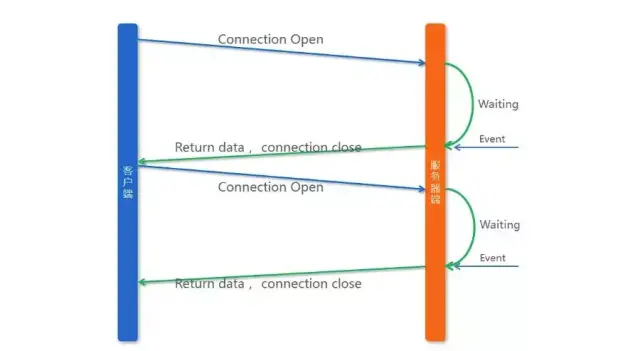 Connection Open
Waiting
Event
Return data ，connection close
客户端
服务器端
Connection Open
Waiting
Event
Return data ，connection close